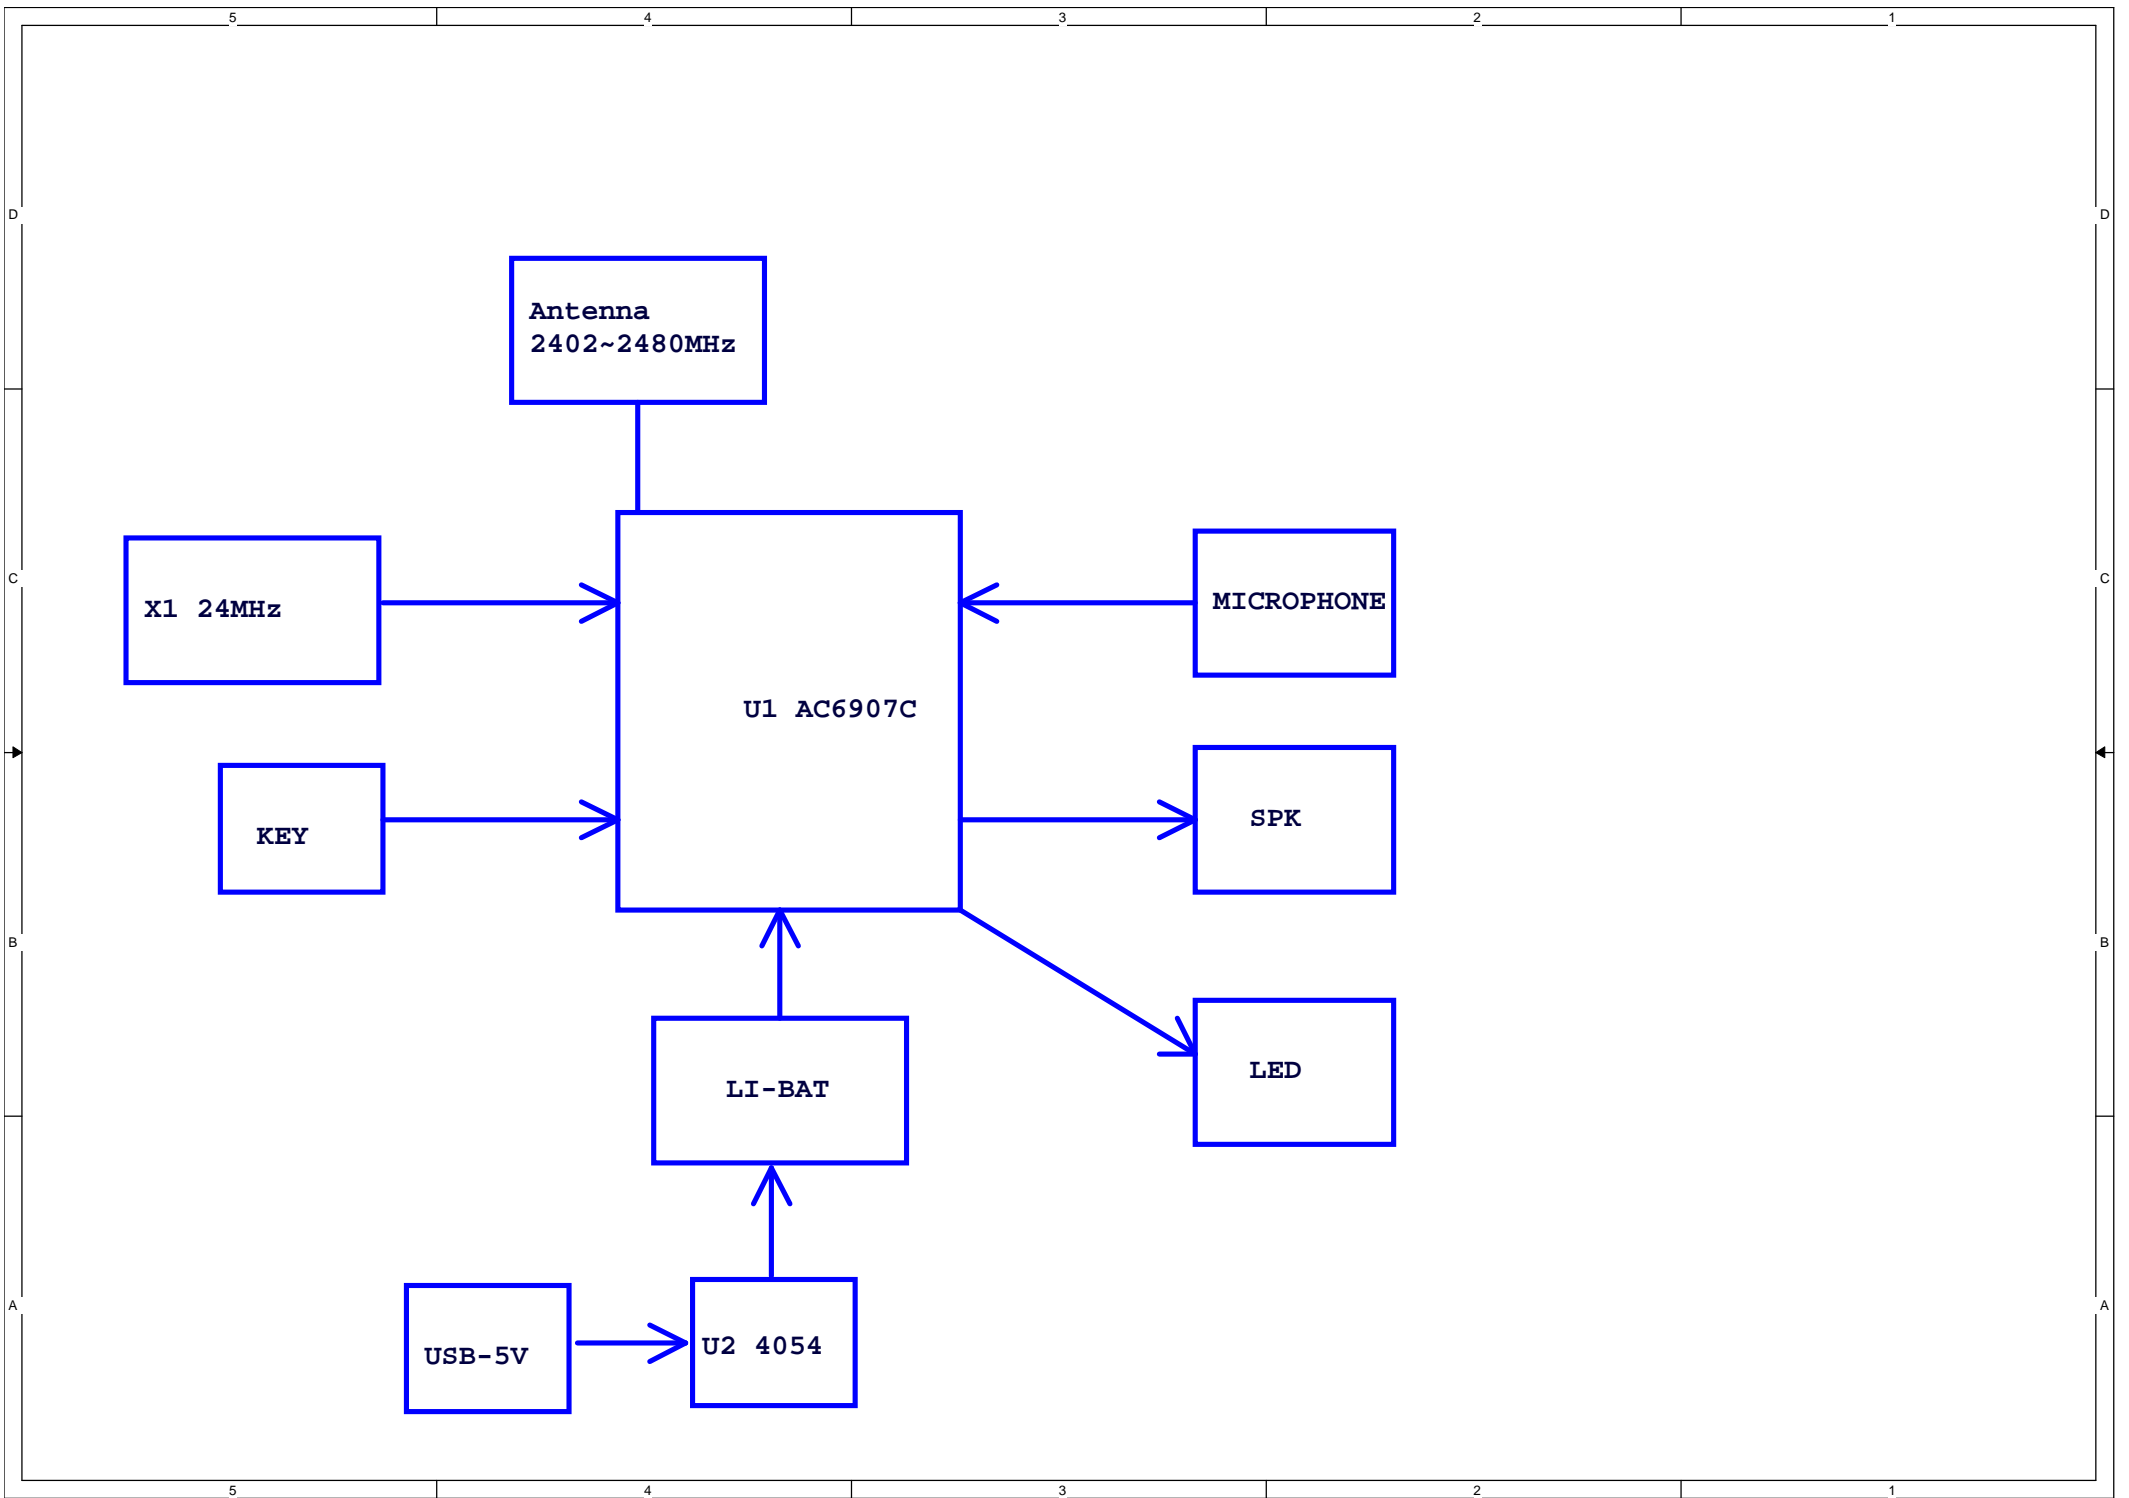 5 4 3 2 1
D D
Antenna
2402~2480MHz
C C
X1 24MHz
MICROPHONE
U1 AC6907C
SPK
KEY
B B
LED
LI-BAT
A A
U2 4054
USB-5V
5 4 3 2 1